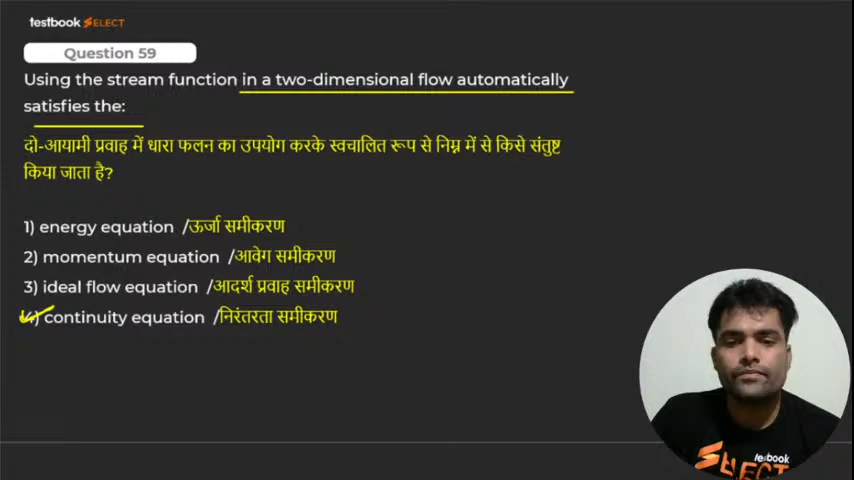 testbook SELECT
Question 59
Using the stream function in a two-dimensional flow automatically
satisfies the:
दो-आयामी प्रवाह में धारा फलन का उपयोग करके स्वचालित रूप से निम्न में से किसे संतुष्ट
किया जाता है?
1) energy equation /ऊर्जा समीकरण
2) momentum equation /आवेग समीकरण
3) ideal flow equation /आदर्श प्रवाह समीकरण
4) continuity equation /निरंतरता समीकरण
testbook
SELECT